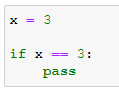 x = 3
if x == 3:
    pass